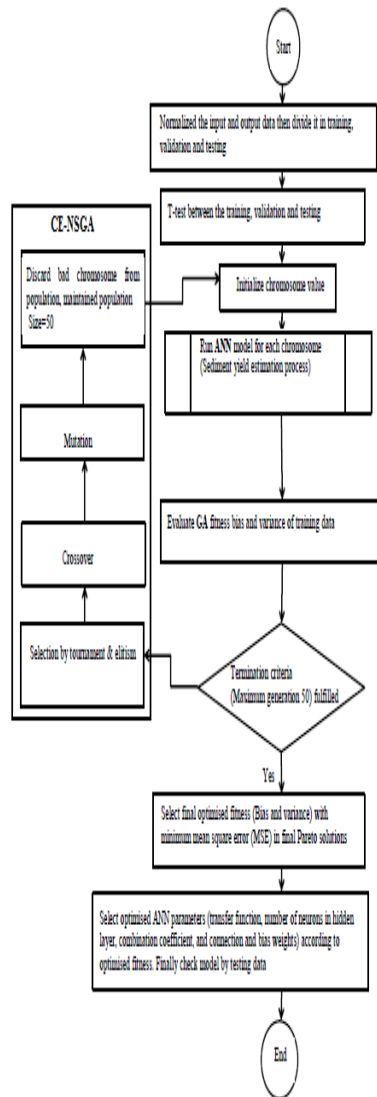 Start
Normalized the input and output data then divide it in training,
validation and testing
T-test between the training, validation and testing
CE-NSGA
Discard bad chromosome from
population, maintained population
Size=50
Initialize chromosome value
Run ANN model for each chromosome
(Sediment yield estimation process)
Mutation
Evaluate GA fitness bias and variance of training data
Crossover
Selection by tournament & elitism
Termination criteria
(Maximum generation 50) fulfilled
Yes
Select final optimised fitness (Bias and variance) with
minimum mean square error (MSE) in final Pareto solutions
Select optimised ANN parameters (transfer function, number of neurons in hidden
layer, combination coefficient, and connection and bias weights) according to
optimised fitness. Finally check model by testing data
End